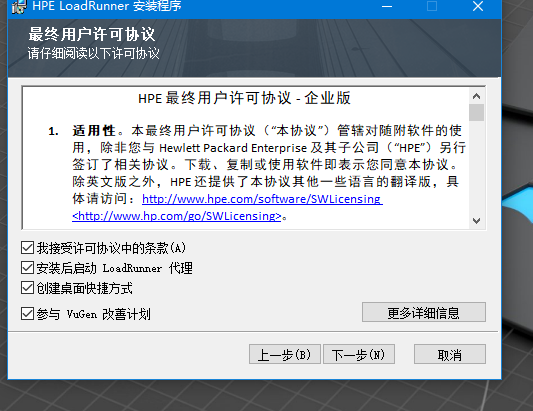 HPE LoadRunner 安装程序
最终用户许可协议
请仔细阅读以下许可协议
HPE 最终用户许可协议 - 企业版
1. 适用性。本最终用户许可协议（“本协议”）管辖对随附软件的使
用，除非您与 Hewlett Packard Enterprise 及其子公司（“HPE”）另行
签订了相关协议。下载、复制或使用软件即表示您同意本协议。
除英文版之外，HPE 还提供了本协议其他一些语言的翻译版，具
体请访问：http://www.hpe.com/software/SWLicensing
<http://www.hp.com/go/SWLicensing>。
我接受许可协议中的条款(A)
安装后启动 LoadRunner 代理
创建桌面快捷方式
参与 VuGen 改善计划
更多详细信息
上一步(B) 下一步(N) 取消